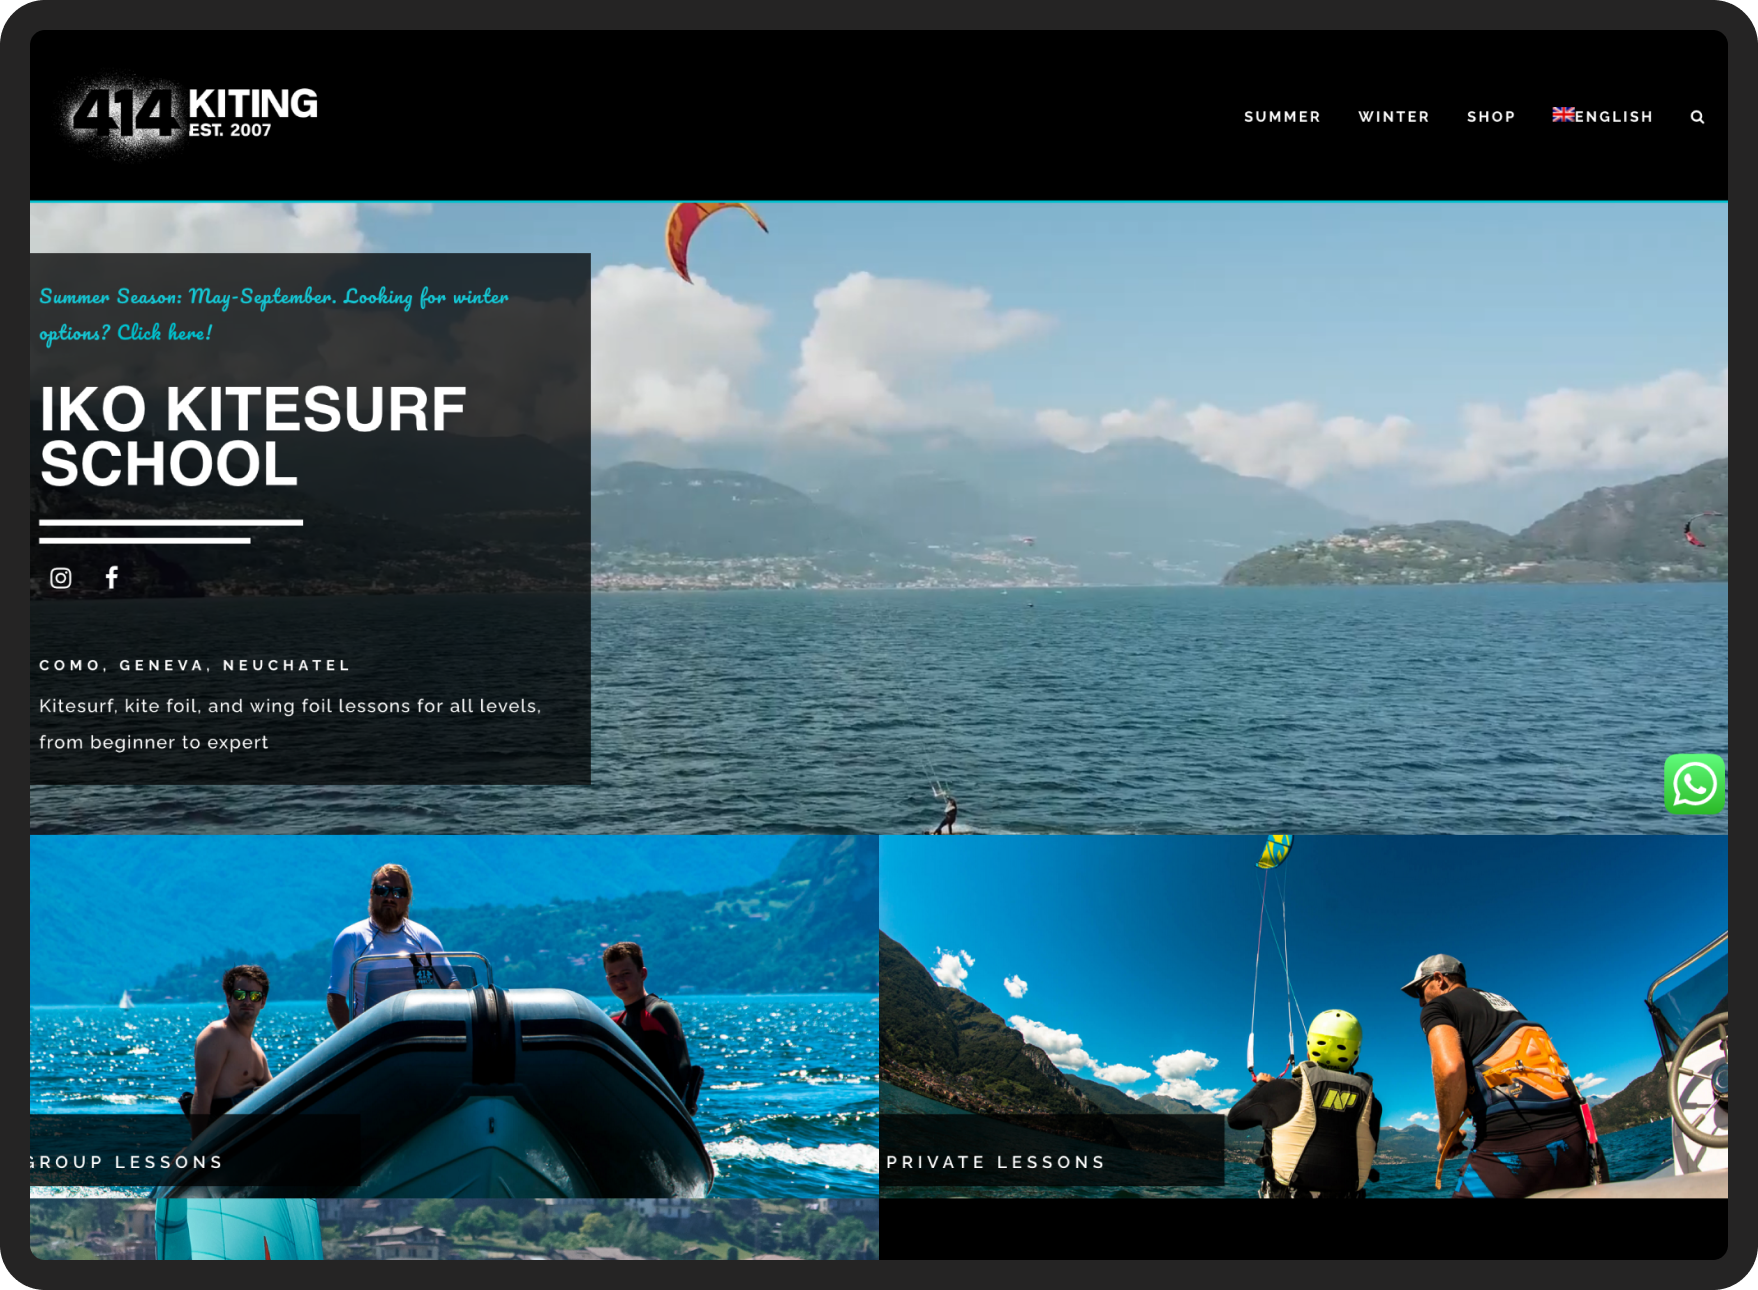 414 KITING
EST. 2007
SUMMER
WINTER
SHOP
ENGLISH
Summer Season: May-September. Looking for winter
options? Click here!
IKO KITESURF
SCHOOL
COMO, GENEVA, NEUCHATEL
Kitesurf, kite foil, and wing foil lessons for all levels,
from beginner to expert
GROUP LESSONS
PRIVATE LESSONS